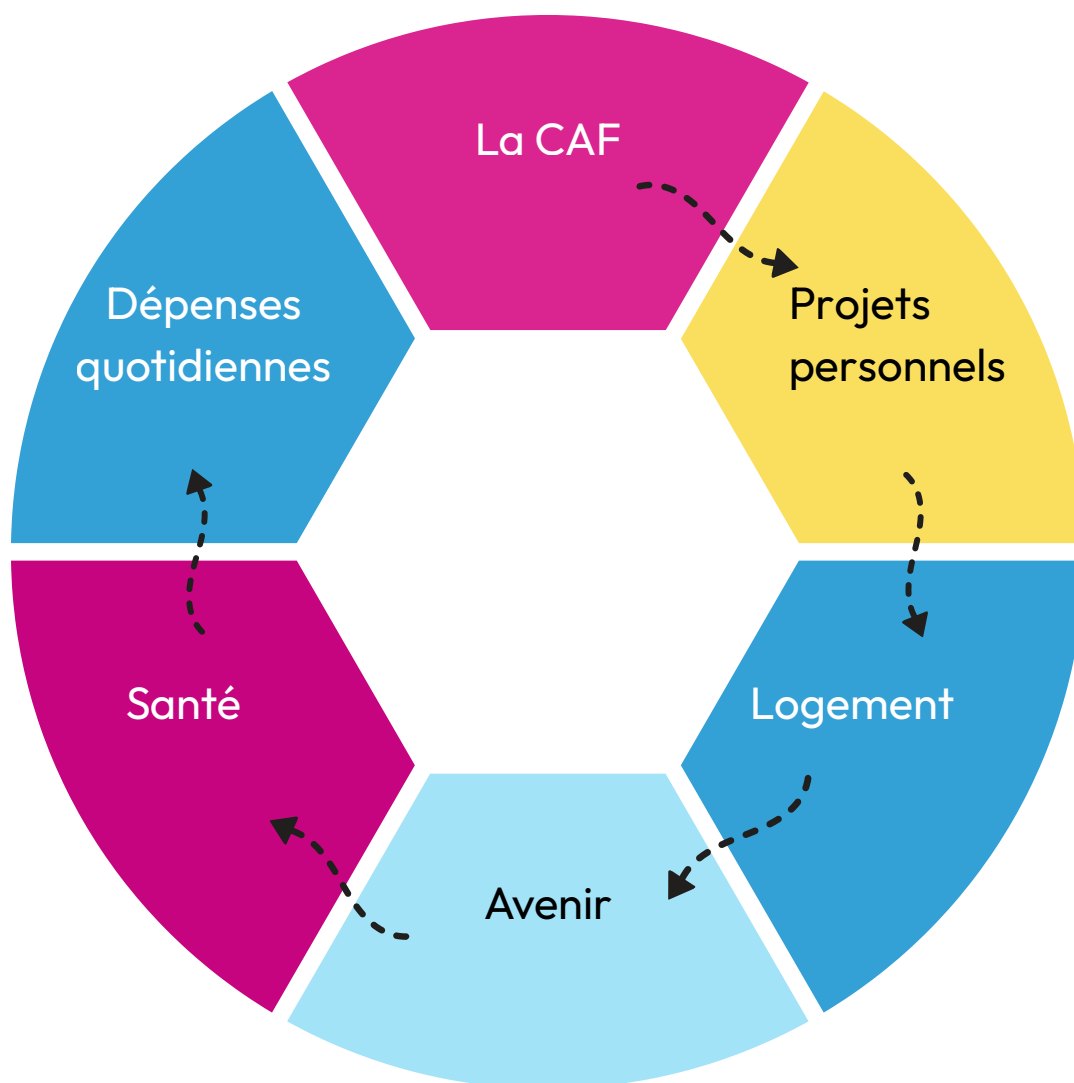 La CAF
Projets
personnels
Logement
Avenir
Santé
Dépenses
quotidiennes